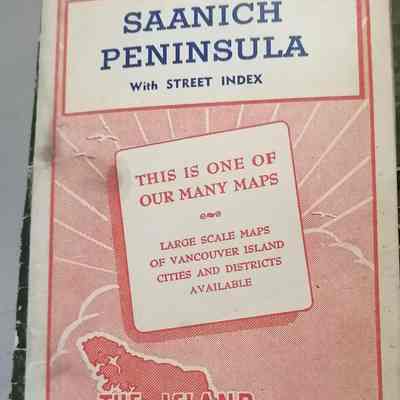 SAANICH
PENINSULA
With STREET INDEX
THIS IS ONE OF
OUR MANY MAPS
LARGE SCALE MAPS
OF VANCOUVER ISLAND
CITIES AND DISTRICTS
AVAILABLE
THE ISLAND